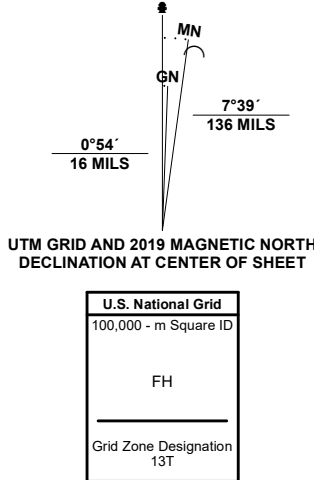 MN
GN
7°39´
136 MILS
0°54´
16 MILS
UTM GRID AND 2019 MAGNETIC NORTH
DECLINATION AT CENTER OF SHEET
U.S. National Grid
100,000 - m Square ID
FH
Grid Zone Designation
13T